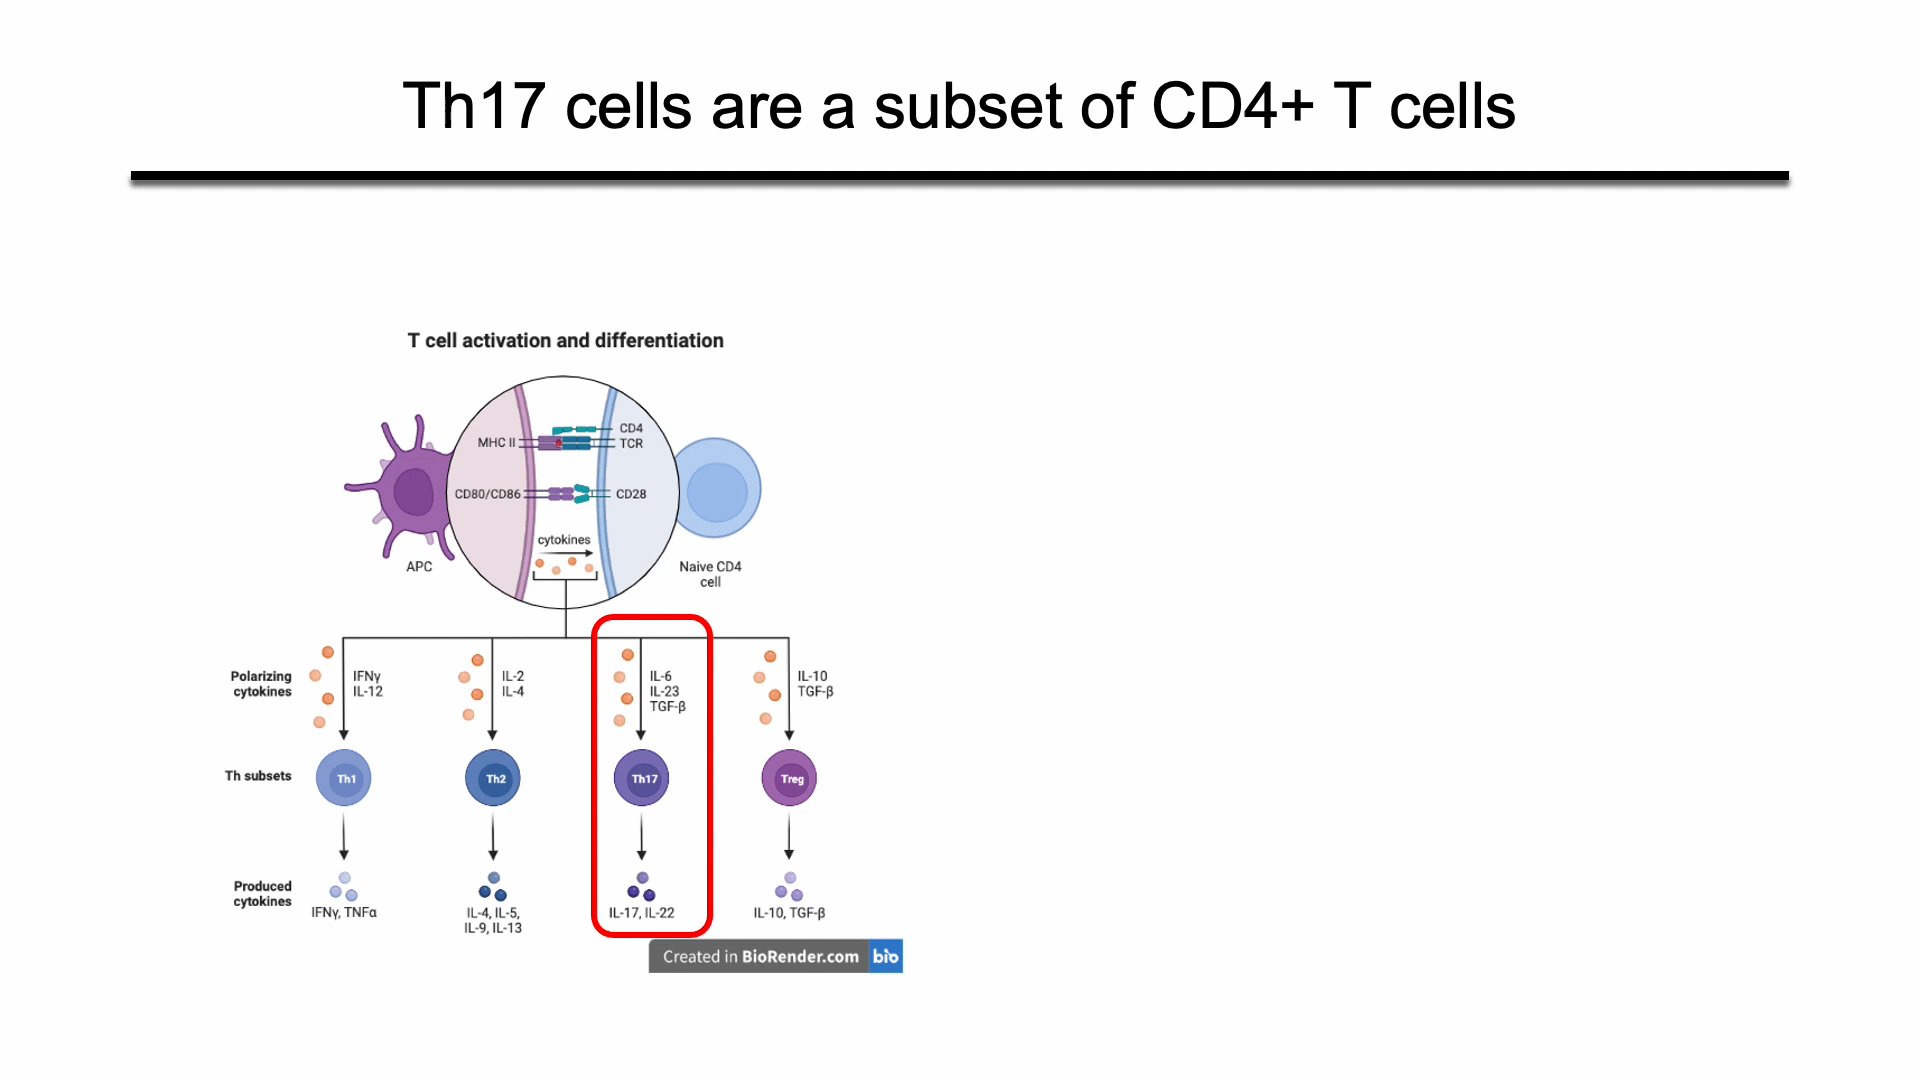 Th17 cells are a subset of CD4+ T cells
T cell activation and differentiation
CD4
MHC II
TCR
CD80/CD86
CD28
cytokines
APC
Naive CD4
cell
Polarizing
cytokines
IFNγ
IL-12
IL-2
IL-4
IL-6
IL-23
TGF-β
IL-10
TGF-β
Th subsets
Th1
Th2
Th17
Treg
Produced
cytokines
IFNγ, TNFα
IL-4, IL-5,
IL-9, IL-13
IL-17, IL-22
IL-10, TGF-β
Created in BioRender.com bio